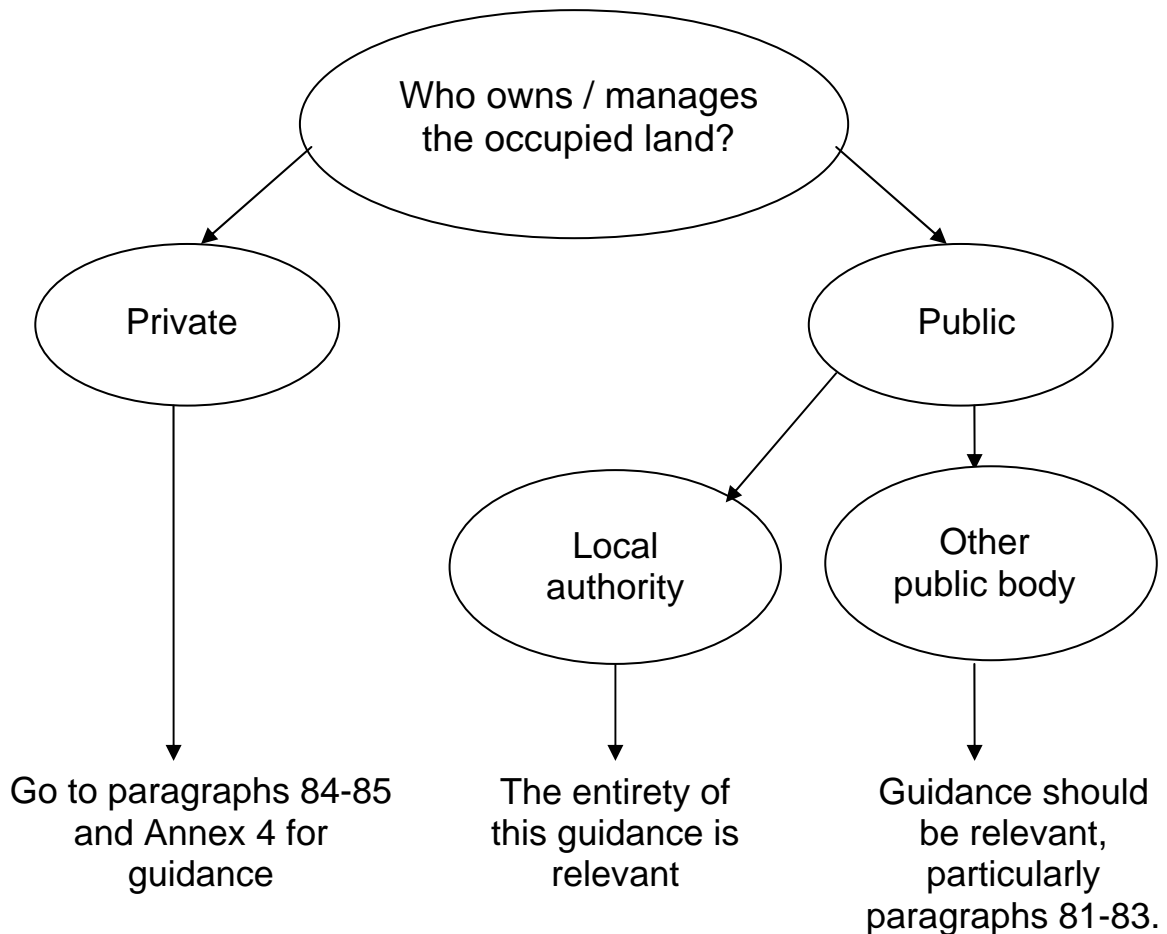 Who owns / manages
the occupied land?
Private
Public
Local
authority
Other
public body
Go to paragraphs 84-85
and Annex 4 for
guidance
The entirety of
this guidance is
relevant
Guidance should
be relevant,
particularly
paragraphs 81-83.